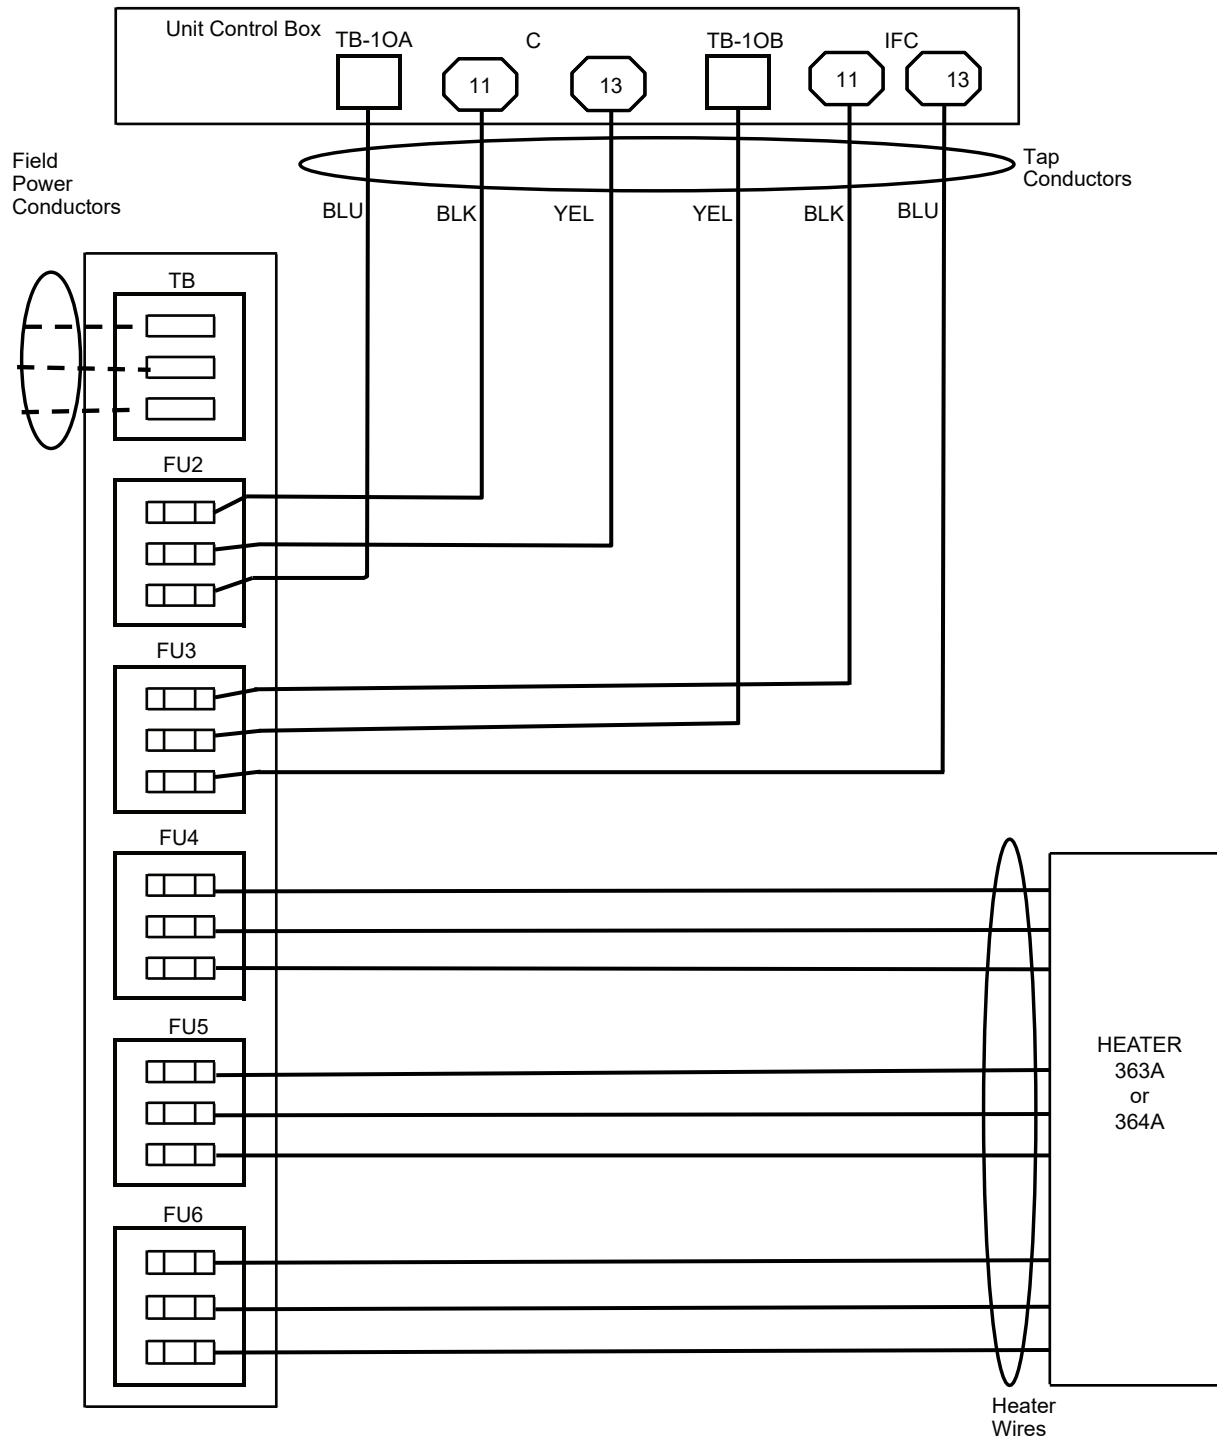 Unit Control Box
TB-1OA
C
TB-1OB
IFC
11
13
11
13
Field
Power
Conductors
Tap
Conductors
BLU
BLK
YEL
YEL
BLK
BLU
TB
FU2
FU3
FU4
FU5
HEATER
363A
or
364A
FU6
Heater
Wires